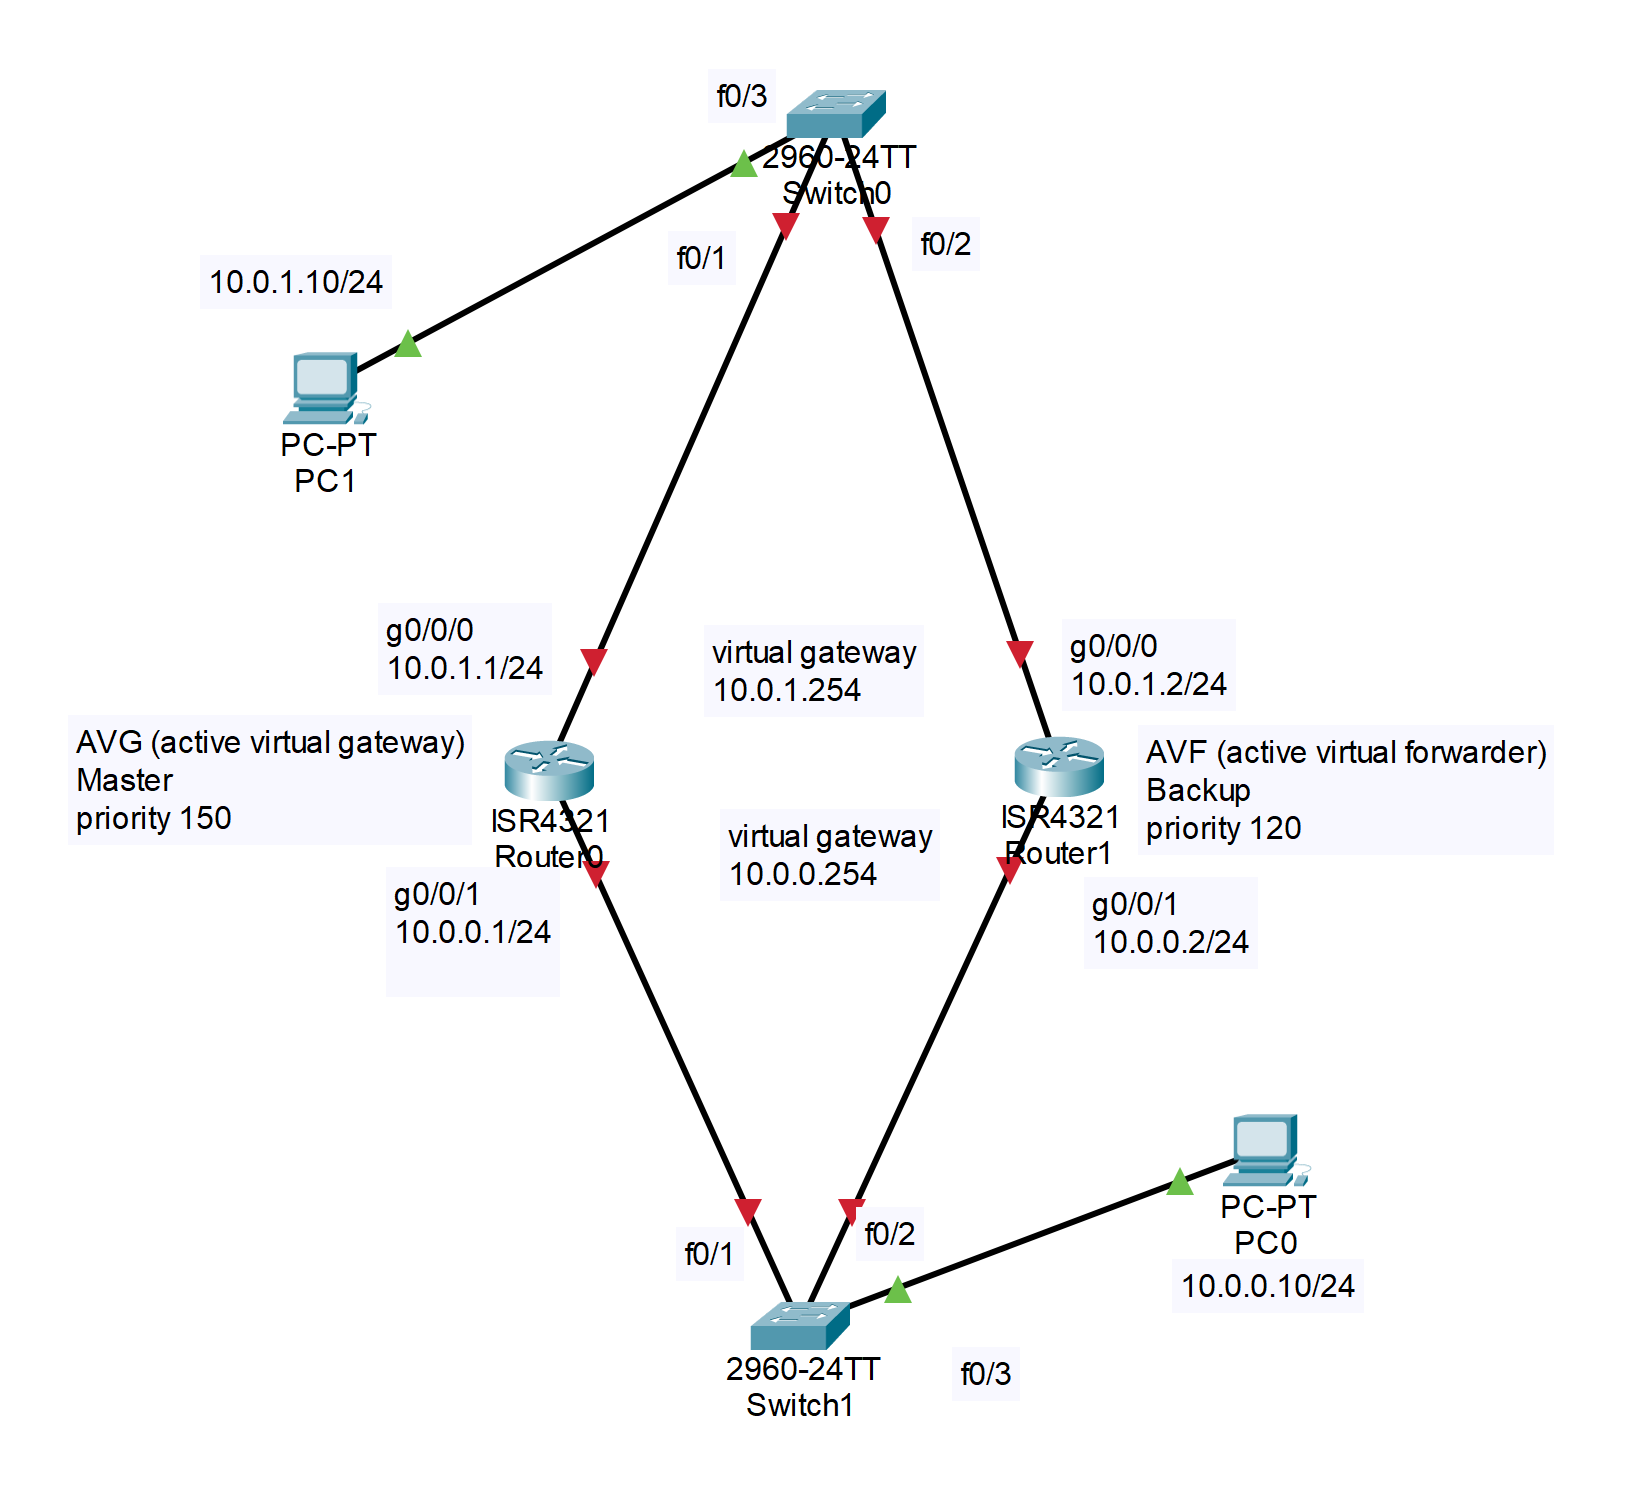 f0/3
2960-24TT
Switch0
f0/1
f0/2
10.0.1.10/24
PC-PT
PC1
g0/0/0
10.0.1.1/24
virtual gateway
10.0.1.254
g0/0/0
10.0.1.2/24
AVG (active virtual gateway)
Master
priority 150
ISR4321
Router0
AVF (active virtual forwarder)
Backup
priority 120
ISR4321
Router1
virtual gateway
10.0.0.254
g0/0/1
10.0.0.1/24
g0/0/1
10.0.0.2/24
PC-PT
PC0
10.0.0.10/24
f0/1
f0/2
2960-24TT
Switch1
f0/3